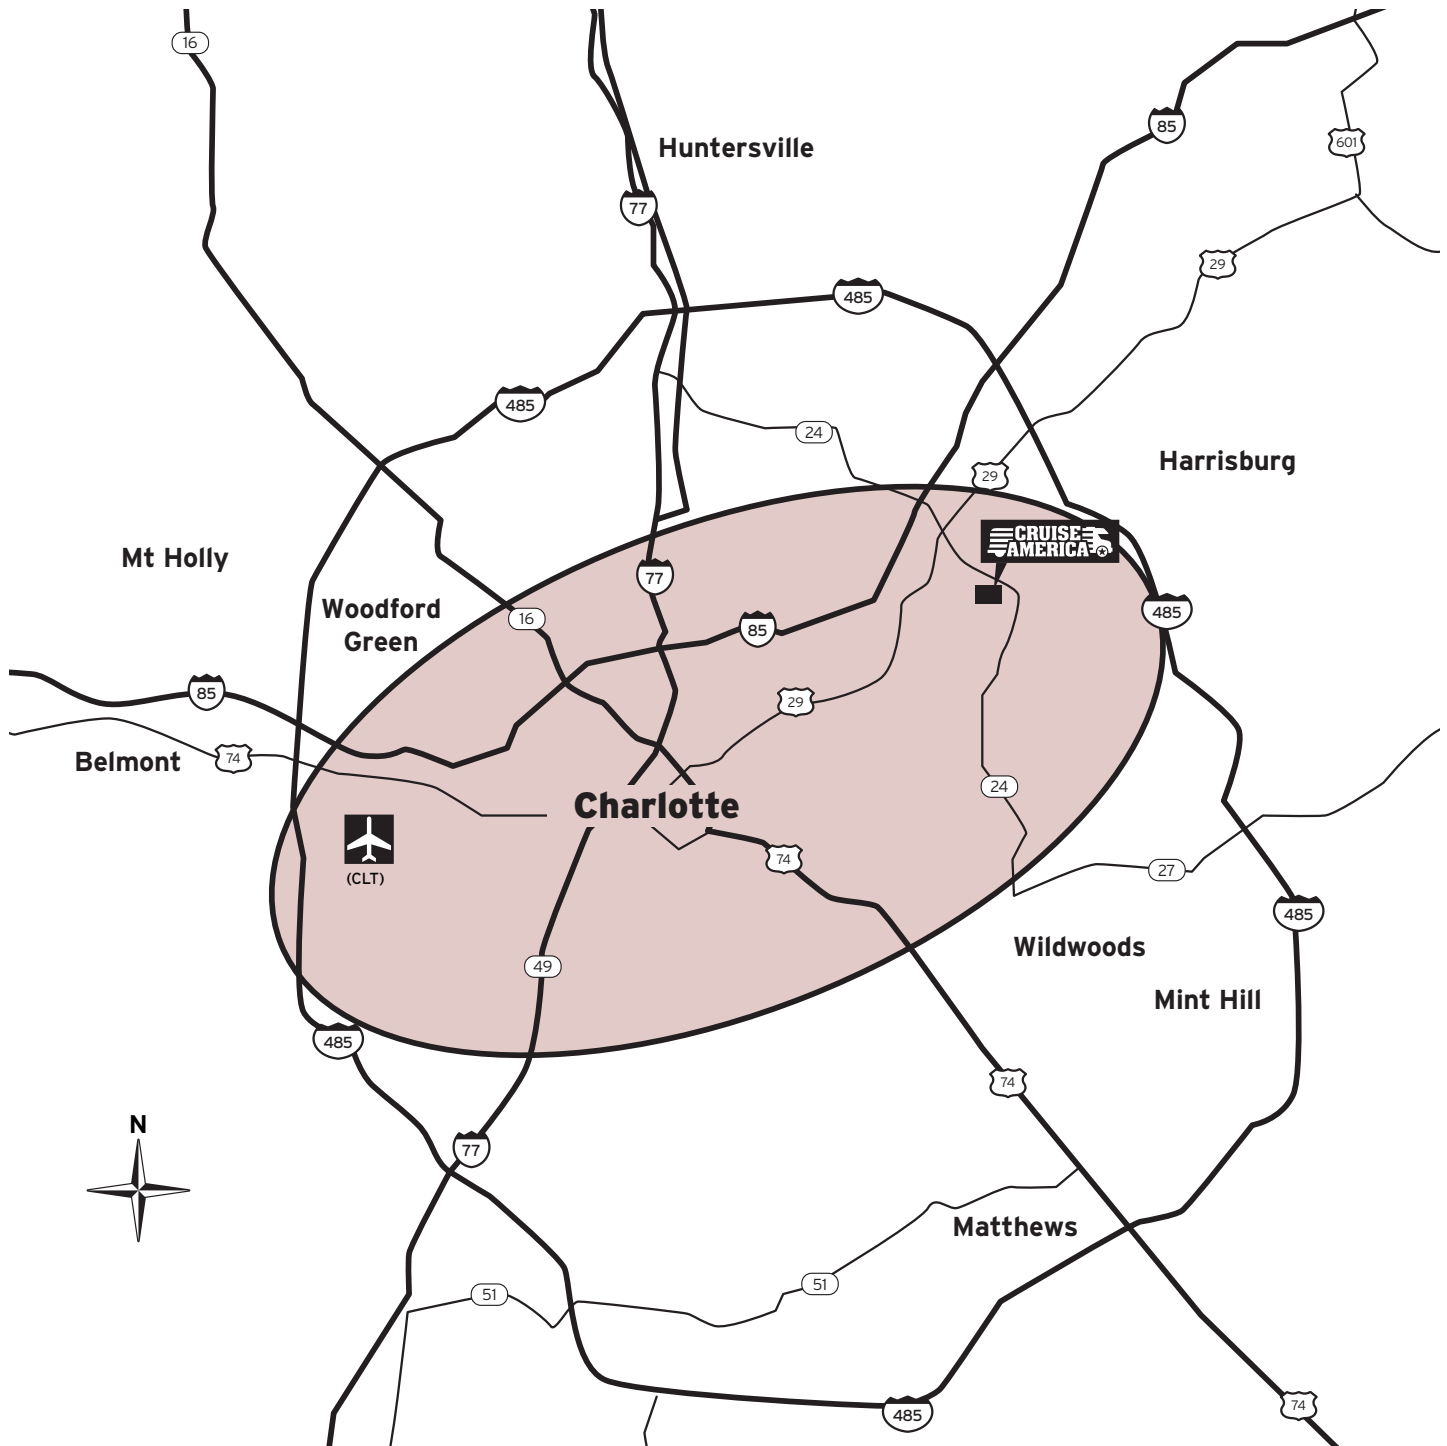 16
85
601
Huntersville
77
29
485
485
24
Harrisburg
29
CRUISE
AMERICA
Mt Holly
77
Woodford
Green
16
485
85
85
29
Belmont
74
24
Charlotte
74
27
(CLT)
485
Wildwoods
49
Mint Hill
485
74
N
77
Matthews
51
51
74
485